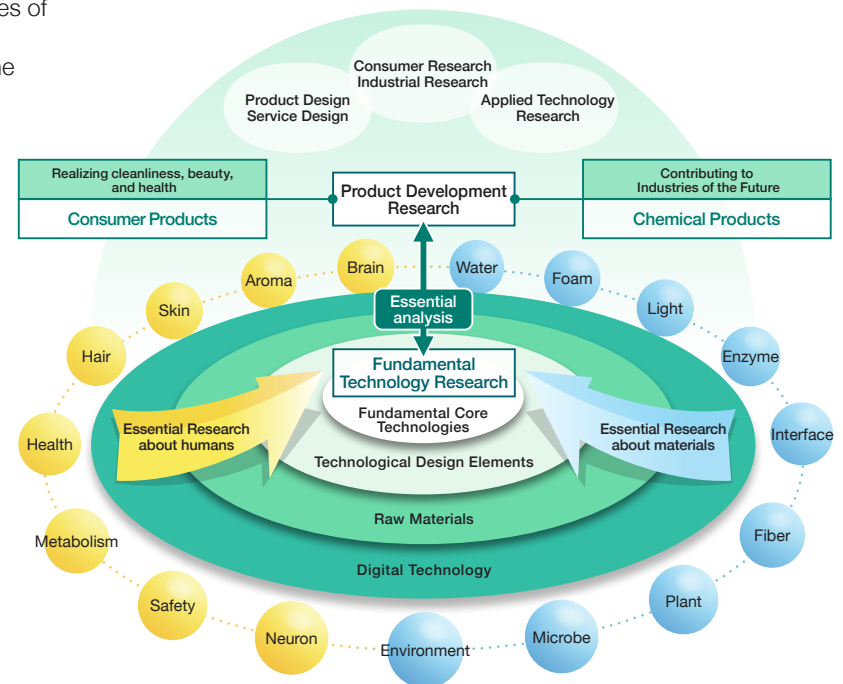 es of
ne
Consumer Research
Industrial Research
Product Design
Service Design
Applied Technology
Research
Realizing cleanliness, beauty,
and health
Consumer Products
Product Development
Research
Contributing to
Industries of the Future
Chemical Products
Brain
Water
Aroma
Foam
Skin
Light
Essential
analysis
Hair
Enzyme
Fundamental
Technology Research
Fundamental Core
Technologies
Essential Research
about humans
Essential Research
about materials
Health
Interface
Technological Design Elements
Raw Materials
Metabolism
Fiber
Digital Technology
Safety
Plant
Neuron
Microbe
Environment